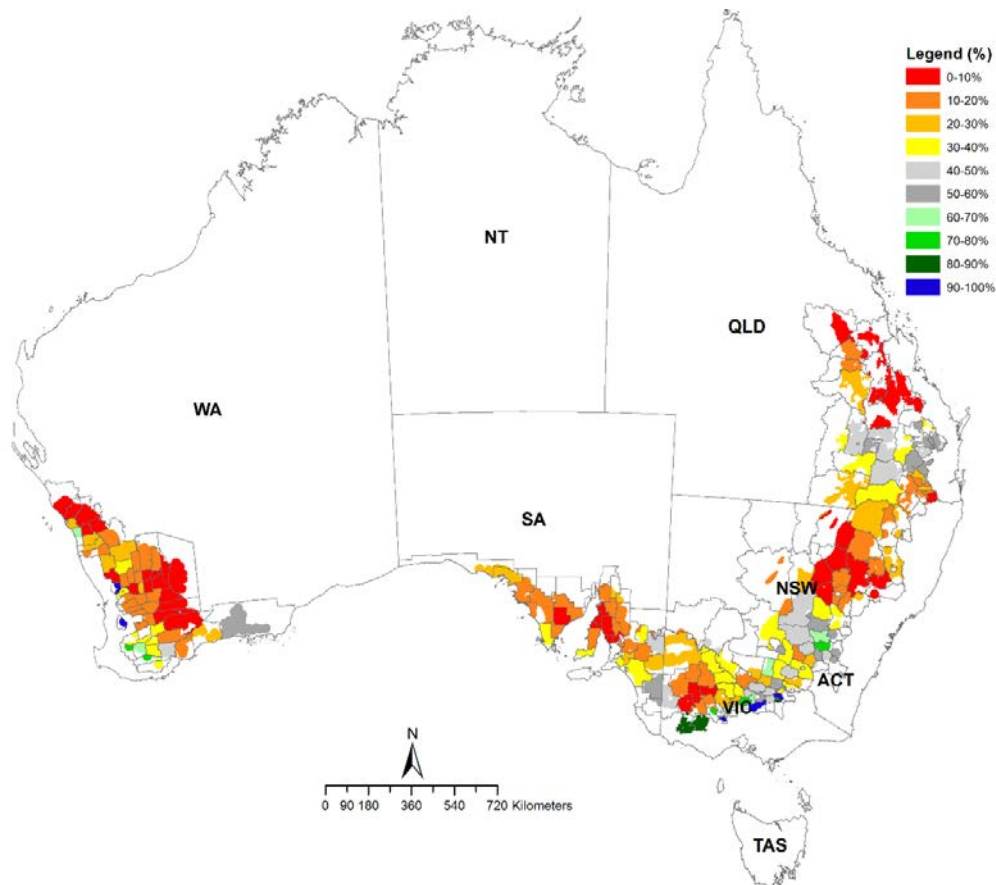 Legend (%)
0-10%
10-20%
20-30%
30-40%
40-50%
50-60%
60-70%
70-80%
80-90%
90-100%
NT
QLD
WA
SA
NSW
ACT
VIC
N
0 90 180 360 540 720 Kilometers
TAS